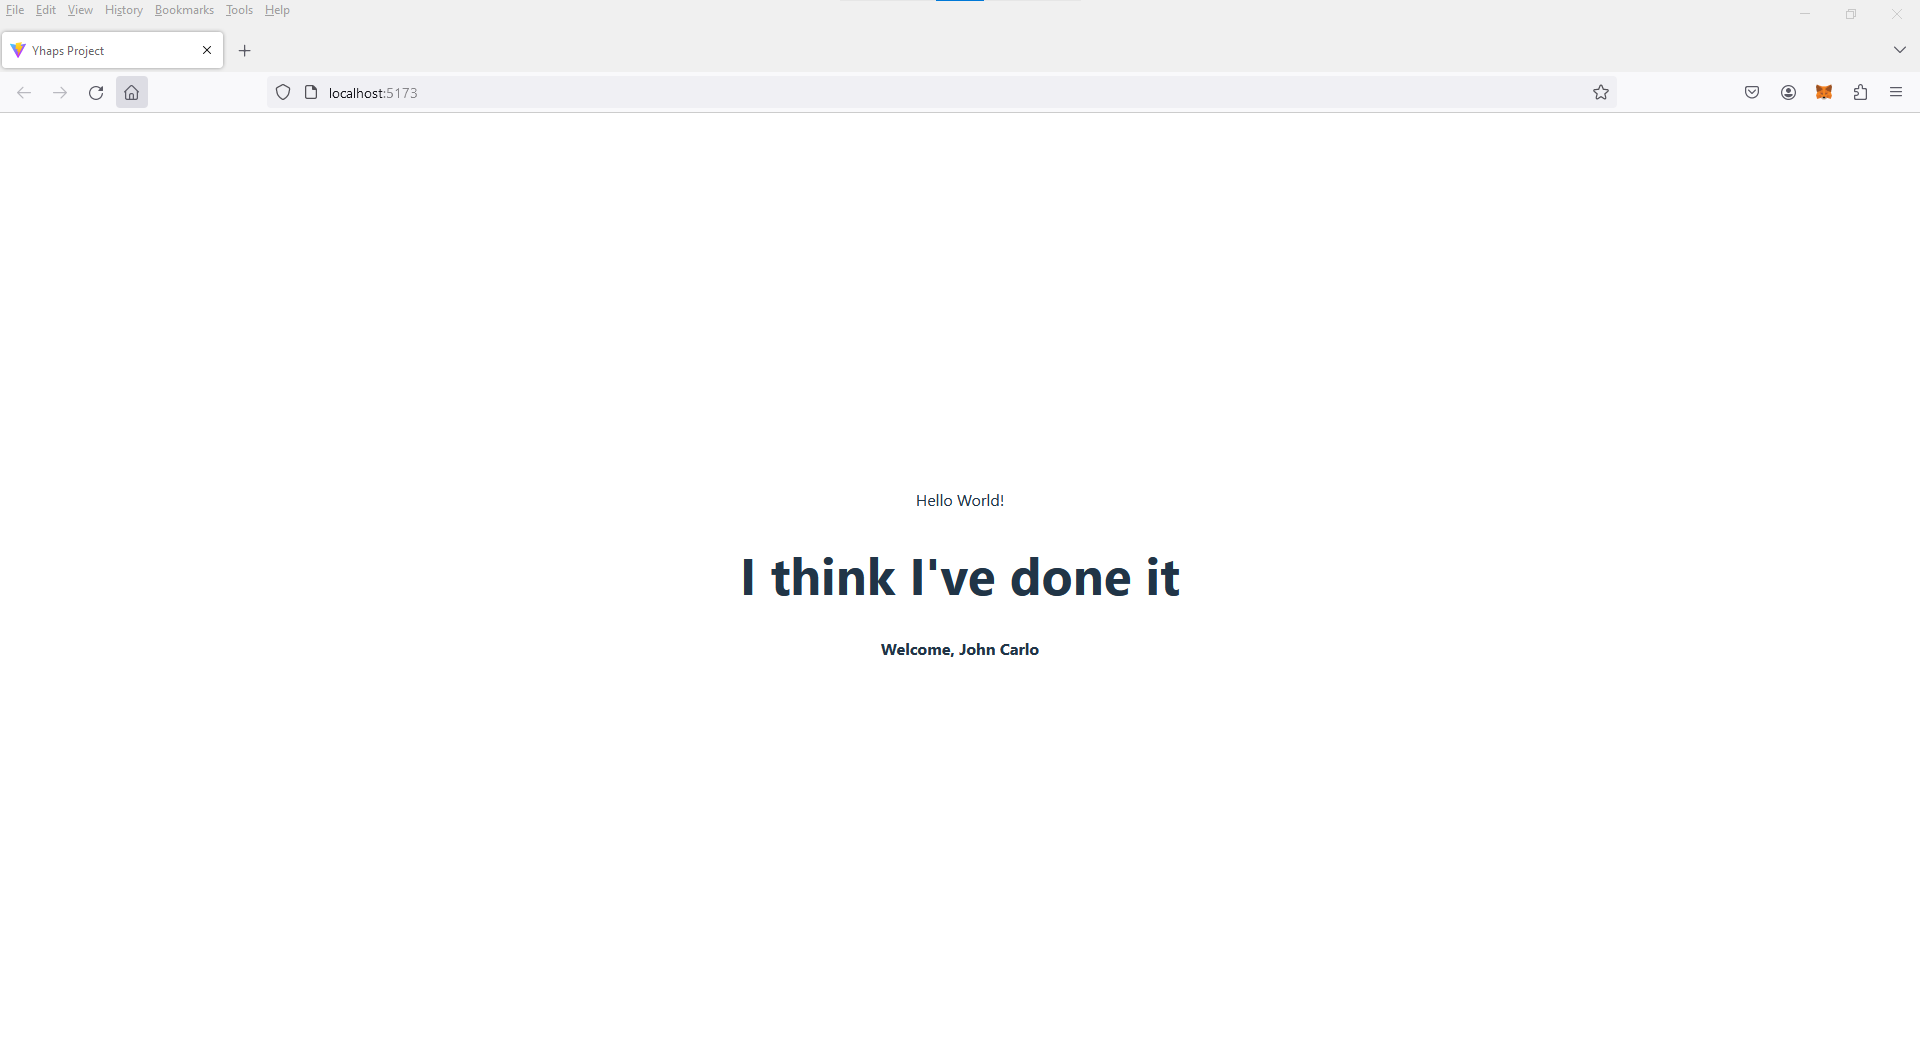 File Edit View History Bookmarks Tools Help
Yhaps Project
localhost:5173
Hello World!
I think I've done it
Welcome, John Carlo